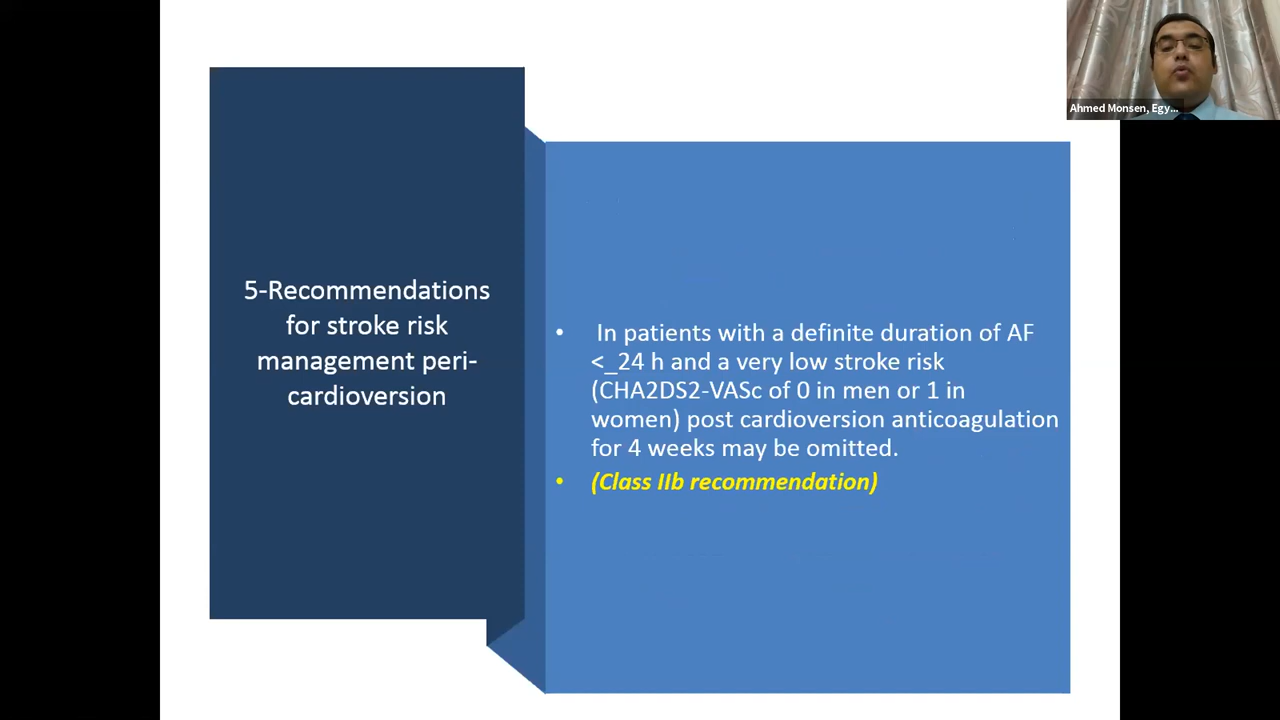 Ahmed Monsen, Egy...
5-Recommendations
for stroke risk
management peri-
cardioversion
• In patients with a definite duration of AF
<_24 h and a very low stroke risk
(CHA2DS2-VASc of 0 in men or 1 in
women) post cardioversion anticoagulation
for 4 weeks may be omitted.
• (Class IIb recommendation)